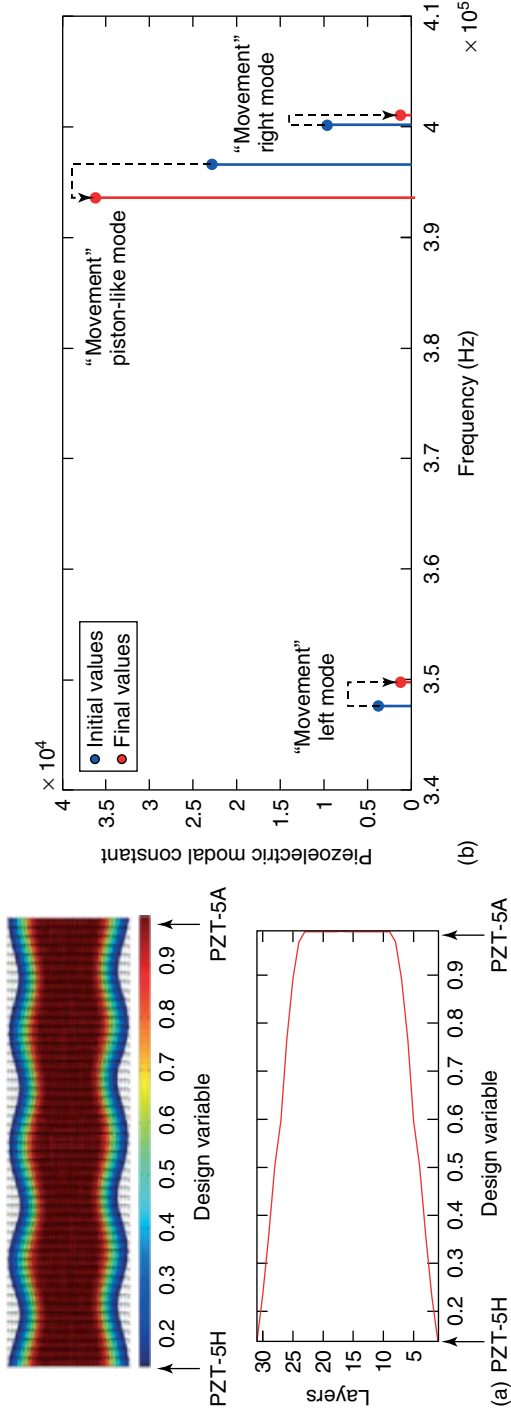 0.2 0.3 0.4 0.5 0.6 0.7 0.8 0.9
Design variable
PZT-5H PZT-5A
30
25
20
15
10
5
Layers
0.2 0.3 0.4 0.5 0.6 0.7 0.8 0.9
Design variable
(a) PZT-5H PZT-5A
× 10⁴
4
3.5
3
2.5
2
1.5
1
0.5
0
Piezoelectric modal constant
Initial values
Final values
"Movement"
left mode
"Movement"
piston-like mode
"Movement"
right mode
3.4 3.5 3.6 3.7 3.8 3.9 4 4.1
× 10⁵
Frequency (Hz)
(b)